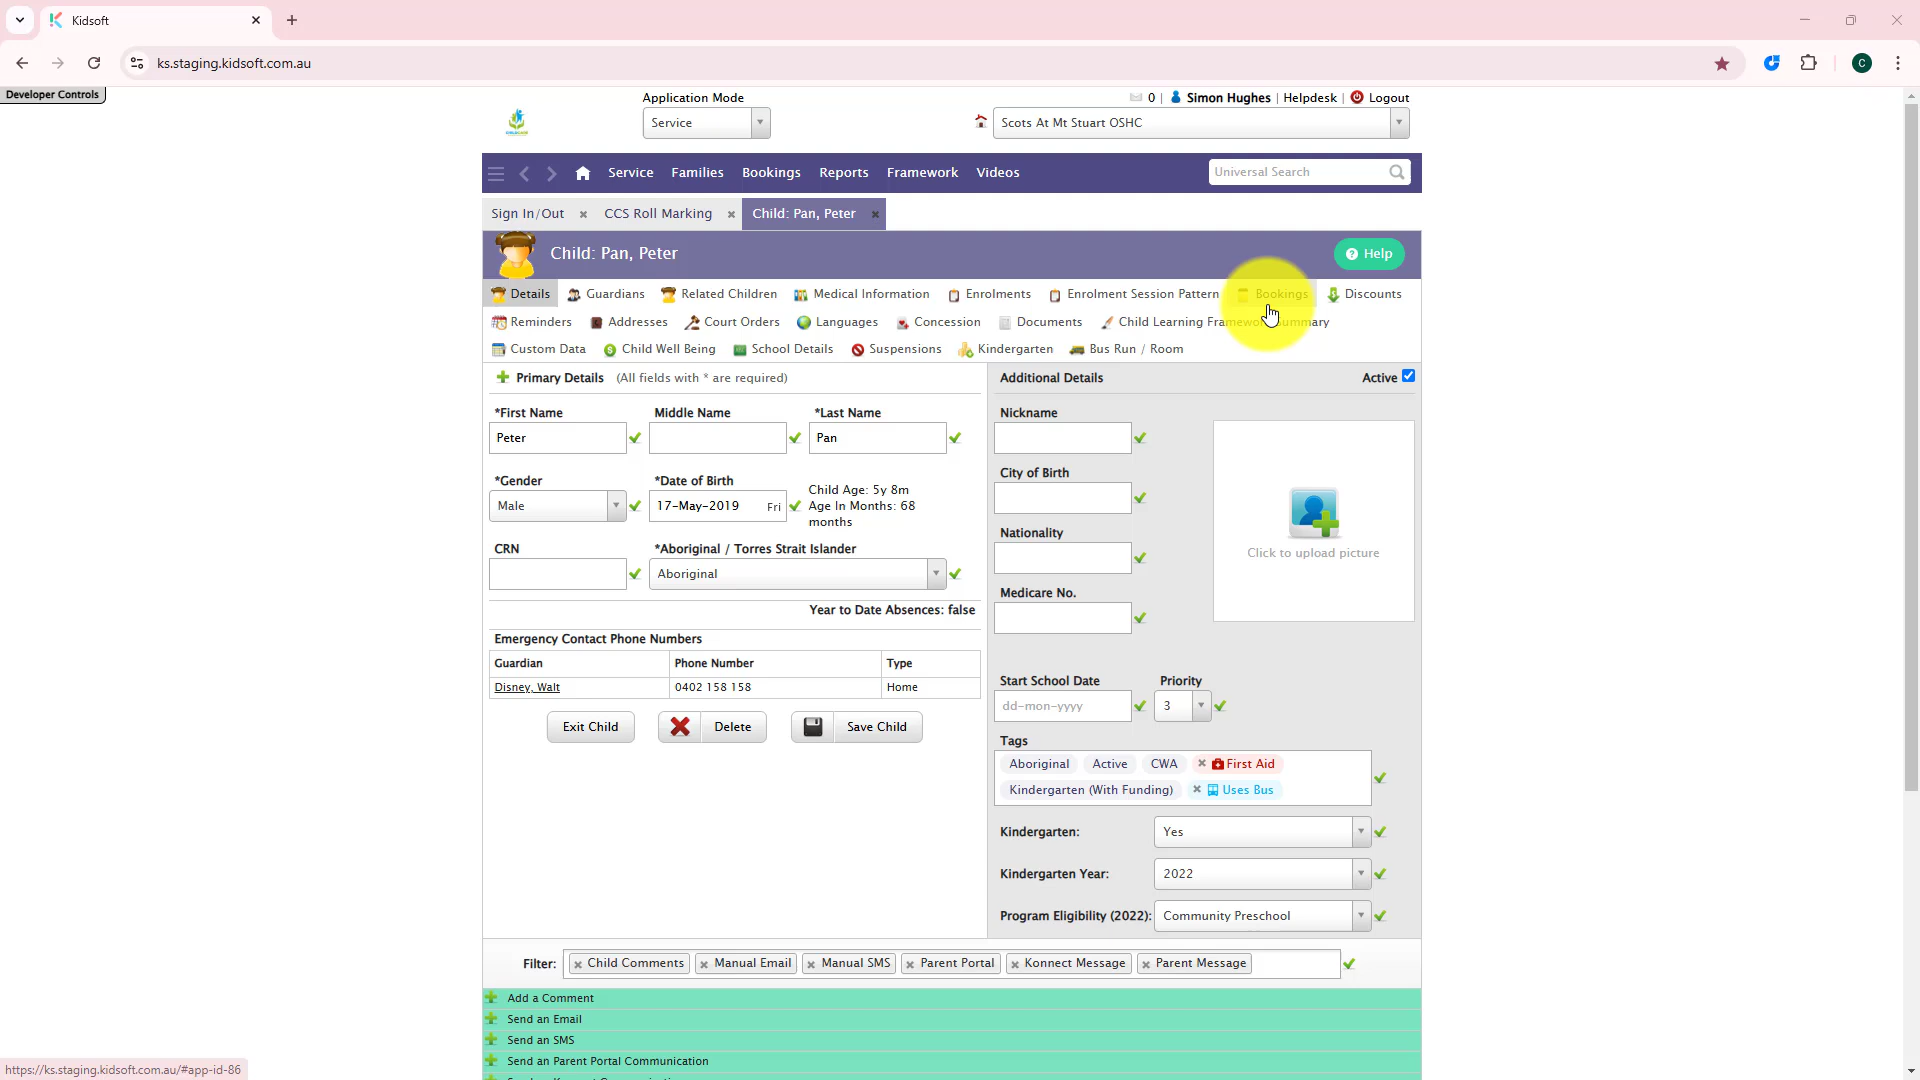 Kidsoft
ks.staging.kidsoft.com.au
C
Developer Controls
Application Mode
0 | Simon Hughes | Helpdesk | Logout
Service
Scots At Mt Stuart OSHC
Service Families Bookings Reports Framework Videos
Universal Search
Sign In/Out CCS Roll Marking Child: Pan, Peter
Child: Pan, Peter
Help
Details Guardians Related Children Medical Information Enrolments Enrolment Session Pattern Bookings Discounts
Reminders Addresses Court Orders Languages Concession Documents Child Learning Framework Summary
Custom Data Child Well Being School Details Suspensions Kindergarten Bus Run / Room
Primary Details (All fields with * are required)
Additional Details
Active
*First Name Middle Name *Last Name
Peter Pan
*Gender *Date of Birth
Male 17-May-2019 Fri
Child Age: 5y 8m
Age In Months: 68
months
CRN *Aboriginal / Torres Strait Islander
Aboriginal
Year to Date Absences: false
Emergency Contact Phone Numbers
Guardian Phone Number Type
Disney, Walt 0402 158 158 Home
Exit Child Delete Save Child
Nickname
City of Birth
Nationality
Medicare No.
Click to upload picture
Start School Date Priority
dd-mon-yyyy 3
Tags
Aboriginal Active CWA First Aid
Kindergarten (With Funding) Uses Bus
Kindergarten: Yes
Kindergarten Year: 2022
Program Eligibility (2022): Community Preschool
Filter: Child Comments Manual Email Manual SMS Parent Portal Konnect Message Parent Message
Add a Comment
Send an Email
Send an SMS
Send an Parent Portal Communication
https://ks.staging.kidsoft.com.au/#app-id-86